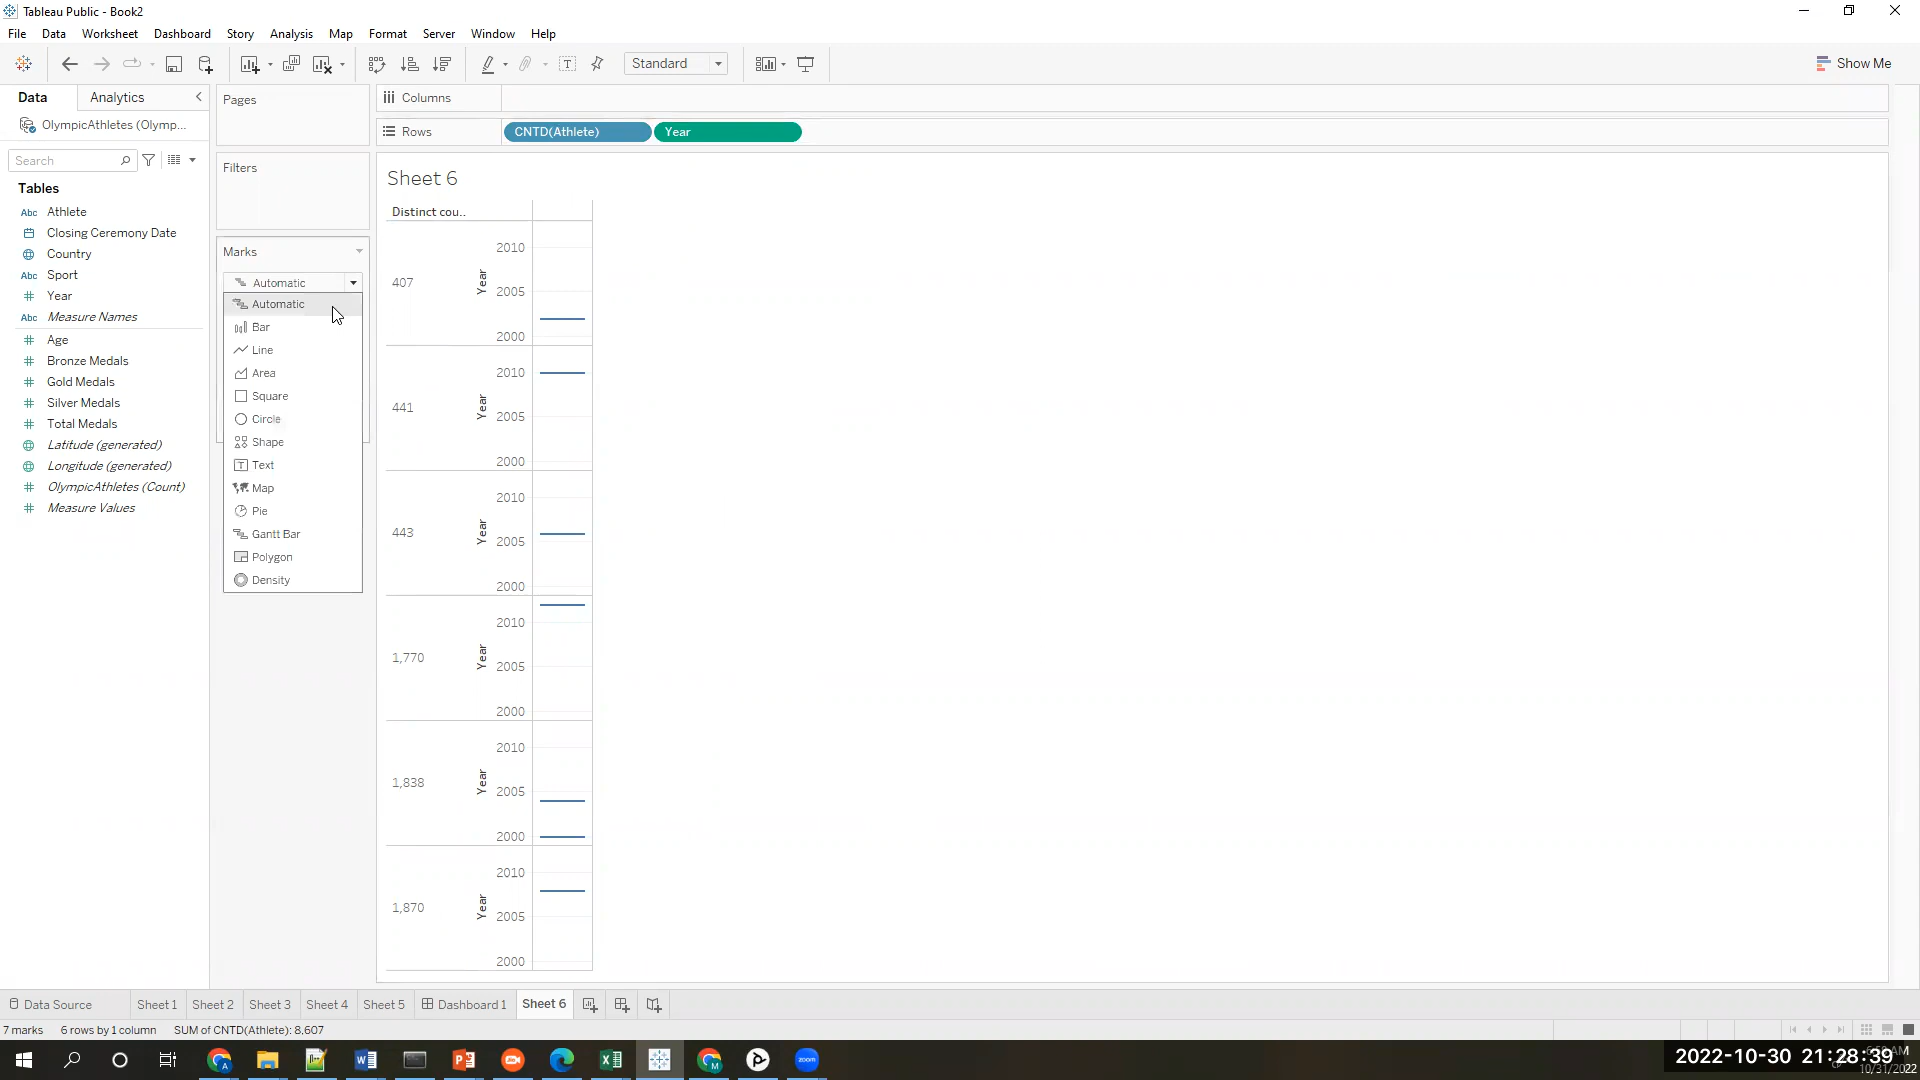 Tableau Public - Book2
File Data Worksheet Dashboard Story Analysis Map Format Server Window Help
Standard
Show Me
Data Analytics
OlympicAthletes (Olymp...
Search
Tables
Abc Athlete
Closing Ceremony Date
Country
Abc Sport
# Year
Abc Measure Names
# Age
# Bronze Medals
# Gold Medals
# Silver Medals
# Total Medals
Latitude (generated)
Longitude (generated)
# OlympicAthletes (Count)
# Measure Values
Pages
Filters
Marks
Automatic
Automatic
Bar
Line
Area
Square
Circle
Shape
Text
Map
Pie
Gantt Bar
Polygon
Density
Columns
Rows CNTD(Athlete) Year
Sheet 6
Distinct cou..
407 Year 2010 2005 2000
441 Year 2010 2005 2000
443 Year 2010 2005 2000
1,770 Year 2010 2005 2000
1,838 Year 2010 2005 2000
1,870 Year 2010 2005 2000
Data Source Sheet 1 Sheet 2 Sheet 3 Sheet 4 Sheet 5 Dashboard 1 Sheet 6
7 marks 6 rows by 1 column SUM of CNTD(Athlete): 8,607
2022-10-30 21:28:39
10/31/2022